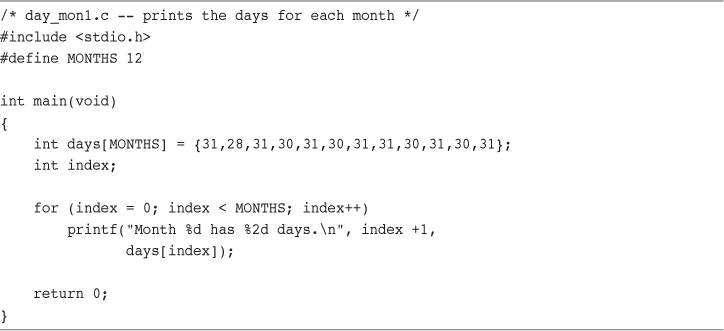 /* day_mon1.c -- prints the days for each month */
#include <stdio.h>
#define MONTHS 12
int main(void)
{
int days[MONTHS] = {31,28,31,30,31,30,31,31,30,31,30,31};
int index;
for (index = 0; index < MONTHS; index++)
printf("Month %d has %2d days.\n", index +1,
days[index]);
return 0;
}